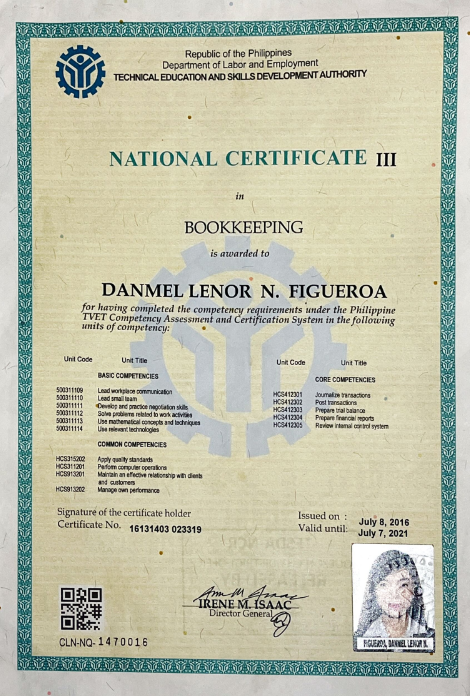 Republic of the Philippines
Department of Labor and Employment
TECHNICAL EDUCATION AND SKILLS DEVELOPMENT AUTHORITY
NATIONAL CERTIFICATE III
in
BOOKKEEPING
is awarded to
DANMEL LENOR N. FIGUEROA
for having completed the competency requirements under the Philippine
TVET Competency Assessment and Certification System in the following
units of competency:
Unit Code Unit Title
BASIC COMPETENCIES
500311109 Lead workplace communication
500311110 Lead small team
500311111 Develop and practice negotiation skills
500311112 Solve problems related to work activities
500311113 Use mathematical concepts and techniques
500311114 Use relevant technologies
COMMON COMPETENCIES
HCS315202 Apply quality standards
HCS311201 Perform computer operations
HCS913201 Maintain an effective relationship with clients
and customers
HCS913202 Manage own performance
Unit Code Unit Title
CORE COMPETENCIES
HCS412301 Journalize transactions
HCS412302 Post transactions
HCS412303 Prepare trial balance
HCS412304 Prepare financial reports
HCS412305 Review internal control system
Signature of the certificate holder
Certificate No. 16131403 023319
Issued on : July 8, 2016
Valid until: July 7, 2021
IRENE M. ISAAC
Director General
CLN-NQ-1470016
FIGUEROA, DANMEL LENOR N.